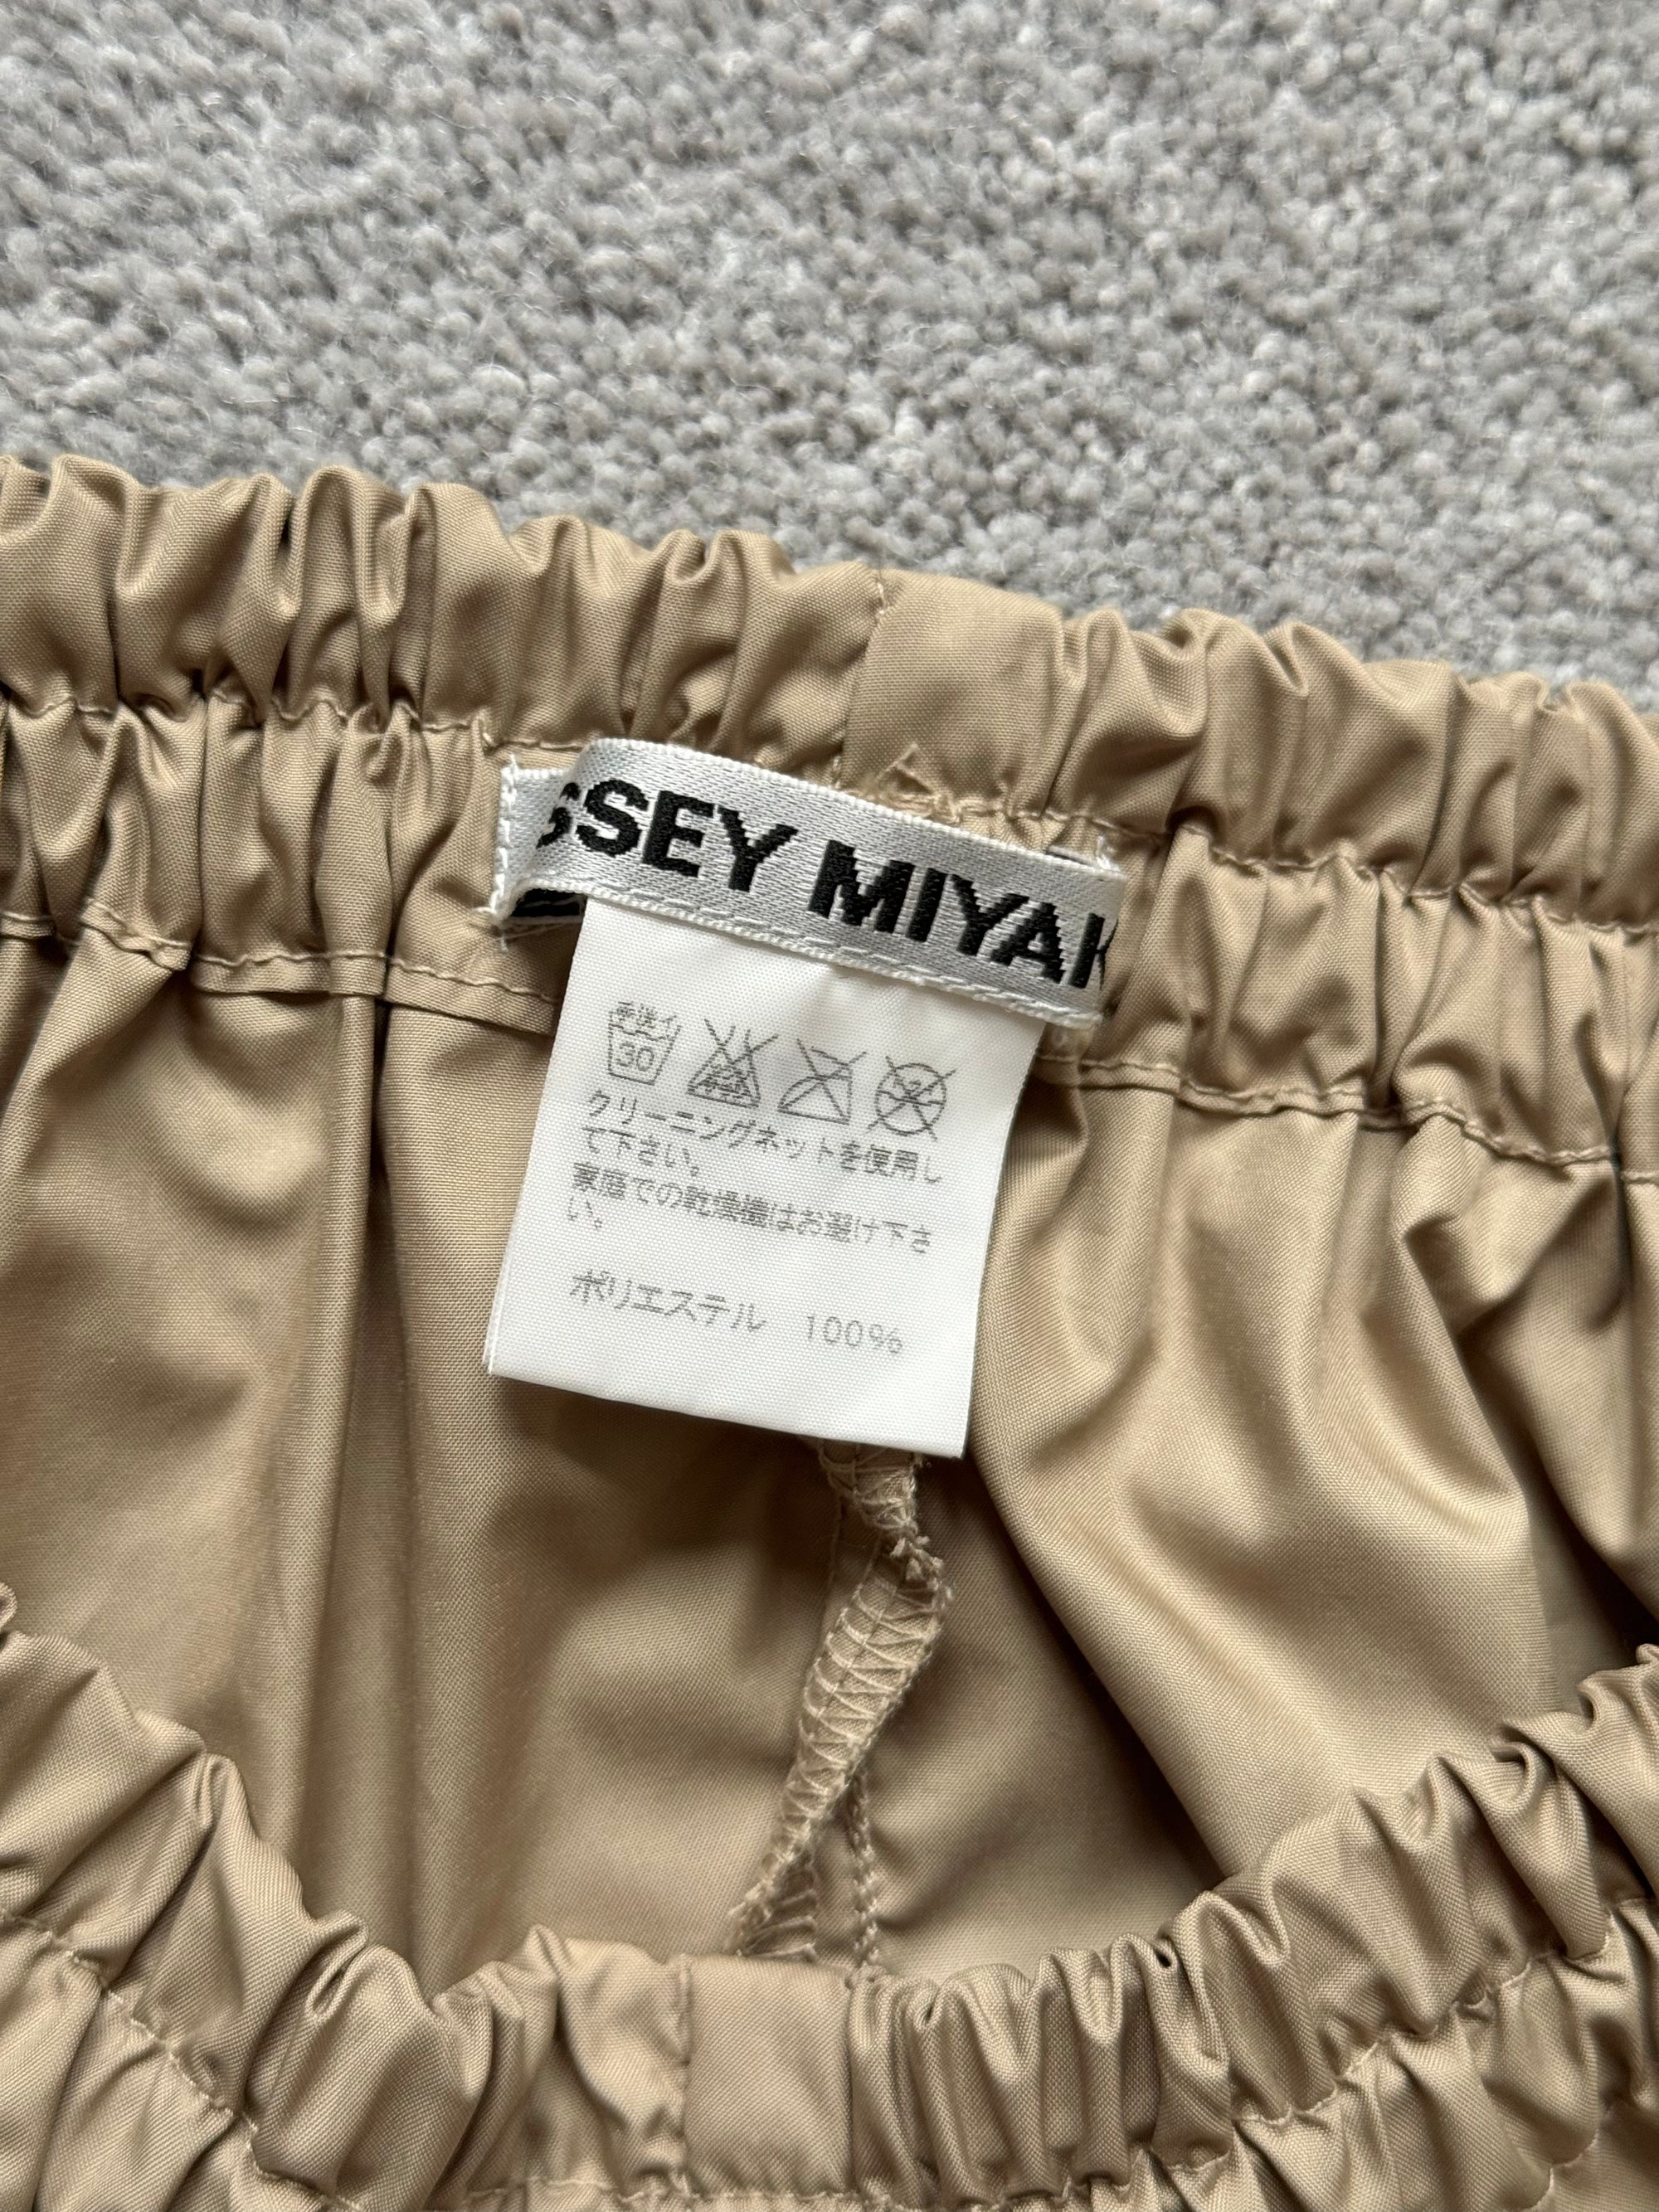 SSEY MIYAK
手洗イ
30
クリーニングネットを使用し
て下さい。
家庭での乾燥機はお避け下さ
い。
ポリエステル 100%